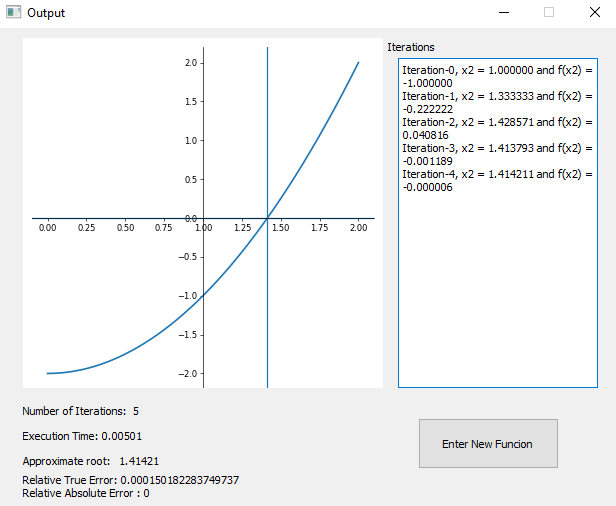 Output
Iterations
Iteration-0, x2 = 1.000000 and f(x2) =
-1.000000
Iteration-1, x2 = 1.333333 and f(x2) =
-0.222222
Iteration-2, x2 = 1.428571 and f(x2) =
0.040816
Iteration-3, x2 = 1.413793 and f(x2) =
-0.001189
Iteration-4, x2 = 1.414211 and f(x2) =
-0.000006
2.0
1.5
1.0
0.5
0.0
0.00 0.25 0.50 0.75 1.00 1.25 1.50 1.75 2.00
−0.5
−1.0
−1.5
−2.0
Number of Iterations: 5
Execution Time: 0.00501
Approximate root: 1.41421
Relative True Error: 0.000150182283749737
Relative Absolute Error : 0
Enter New Funcion